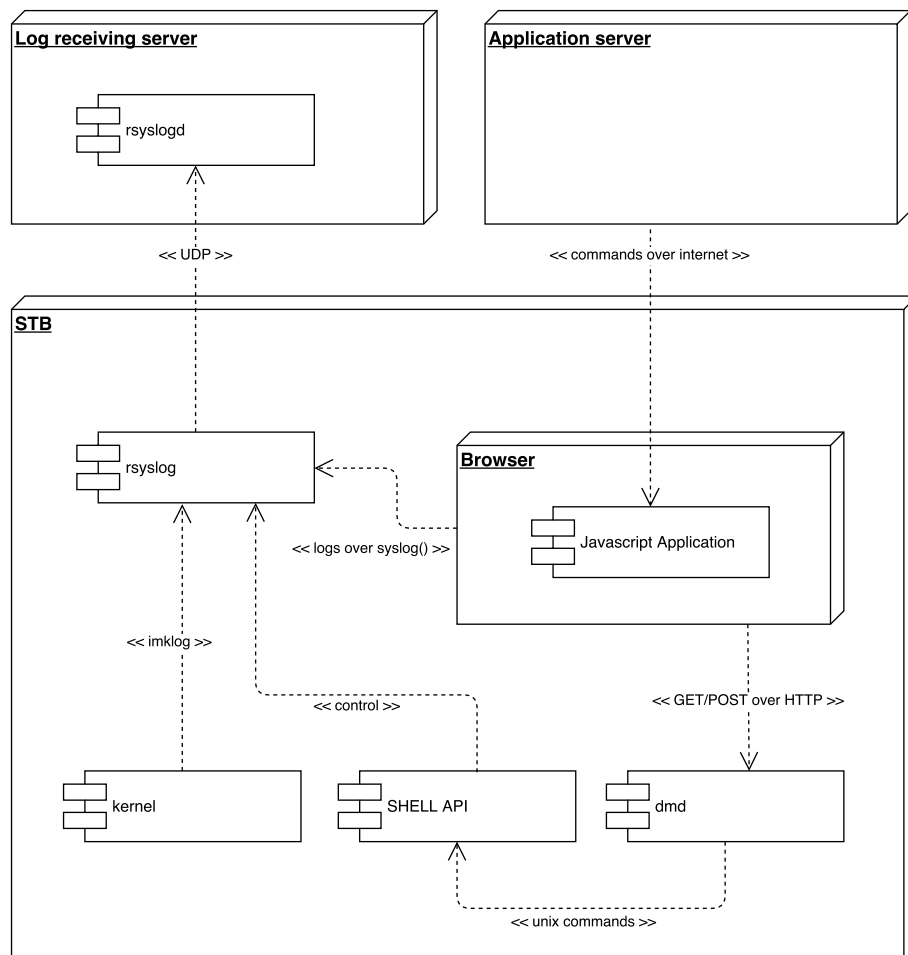 Log receiving server
Application server
rsyslogd
<< UDP >>
<< commands over internet >>
STB
rsyslog
Browser
Javascript Application
<< logs over syslog() >>
<< imklog >>
<< GET/POST over HTTP >>
<< control >>
kernel
SHELL API
dmd
<< unix commands >>